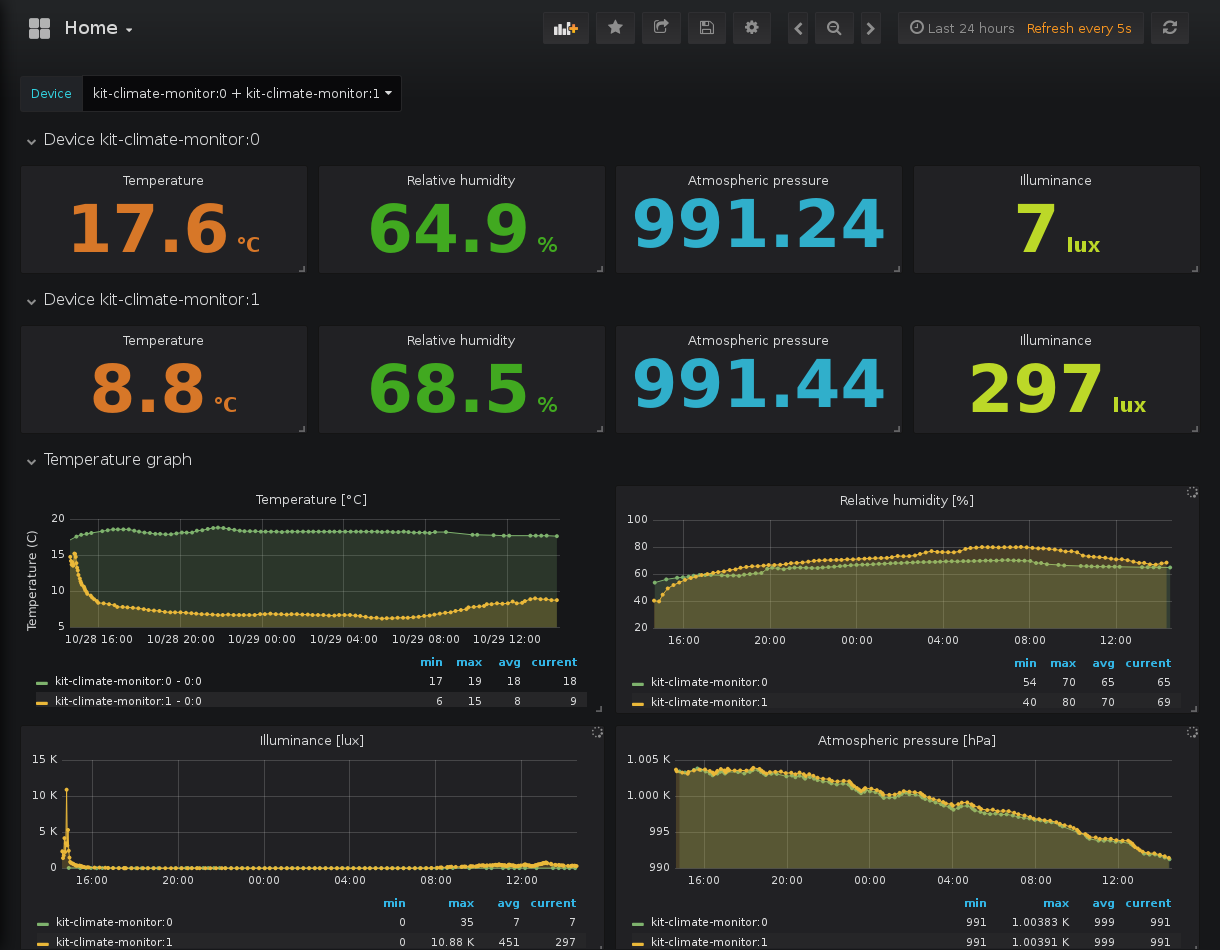 Home
Last 24 hours Refresh every 5s
Device kit-climate-monitor:0 + kit-climate-monitor:1
Device kit-climate-monitor:0
Temperature Relative humidity Atmospheric pressure Illuminance
17.6 °C 64.9 % 991.24 7 lux
Device kit-climate-monitor:1
Temperature Relative humidity Atmospheric pressure Illuminance
8.8 °C 68.5 % 991.44 297 lux
Temperature graph
Temperature [°C]
Temperature (C)
20
15
10
5
10/28 16:00 10/28 20:00 10/29 00:00 10/29 04:00 10/29 08:00 10/29 12:00
min max avg current
kit-climate-monitor:0 - 0:0 17 19 18 18
kit-climate-monitor:1 - 0:0 6 15 8 9
Relative humidity [%]
100
80
60
40
20
16:00 20:00 00:00 04:00 08:00 12:00
min max avg current
kit-climate-monitor:0 54 70 65 65
kit-climate-monitor:1 40 80 70 69
Illuminance [lux]
15 K
10 K
5 K
0
16:00 20:00 00:00 04:00 08:00 12:00
min max avg current
kit-climate-monitor:0 0 35 7 7
kit-climate-monitor:1 0 10.88 K 451 297
Atmospheric pressure [hPa]
1.005 K
1.000 K
995
990
16:00 20:00 00:00 04:00 08:00 12:00
min max avg current
kit-climate-monitor:0 991 1.00383 K 999 991
kit-climate-monitor:1 991 1.00391 K 999 991